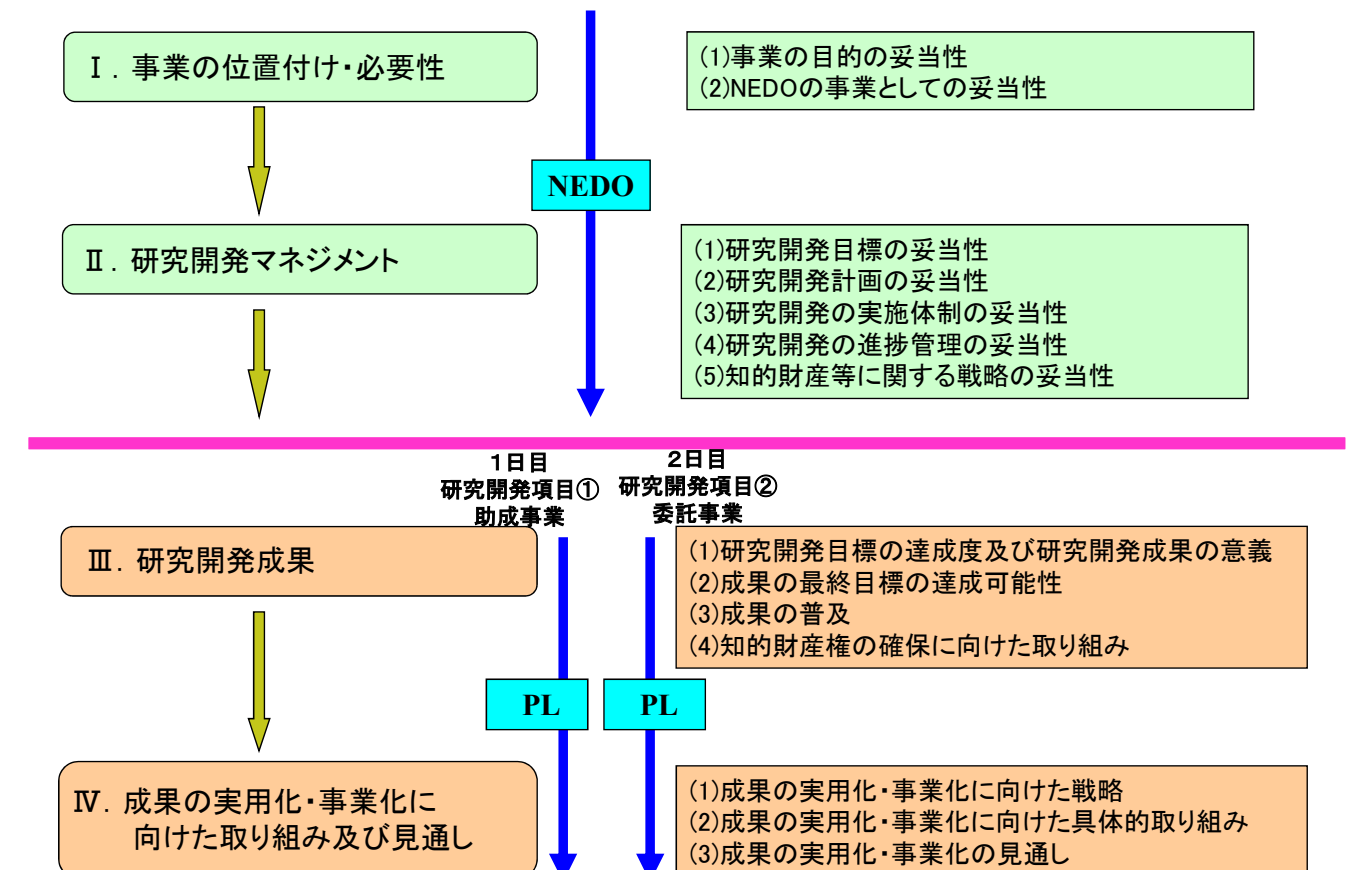 Ⅰ．事業の位置付け・必要性
(1)事業の目的の妥当性
(2)NEDOの事業としての妥当性
NEDO
Ⅱ．研究開発マネジメント
(1)研究開発目標の妥当性
(2)研究開発計画の妥当性
(3)研究開発の実施体制の妥当性
(4)研究開発の進捗管理の妥当性
(5)知的財産等に関する戦略の妥当性
１日目
研究開発項目①
助成事業
２日目
研究開発項目②
委託事業
Ⅲ．研究開発成果
(1)研究開発目標の達成度及び研究開発成果の意義
(2)成果の最終目標の達成可能性
(3)成果の普及
(4)知的財産権の確保に向けた取り組み
PL
PL
Ⅳ．成果の実用化・事業化に
向けた取り組み及び見通し
(1)成果の実用化・事業化に向けた戦略
(2)成果の実用化・事業化に向けた具体的取り組み
(3)成果の実用化・事業化の見通し